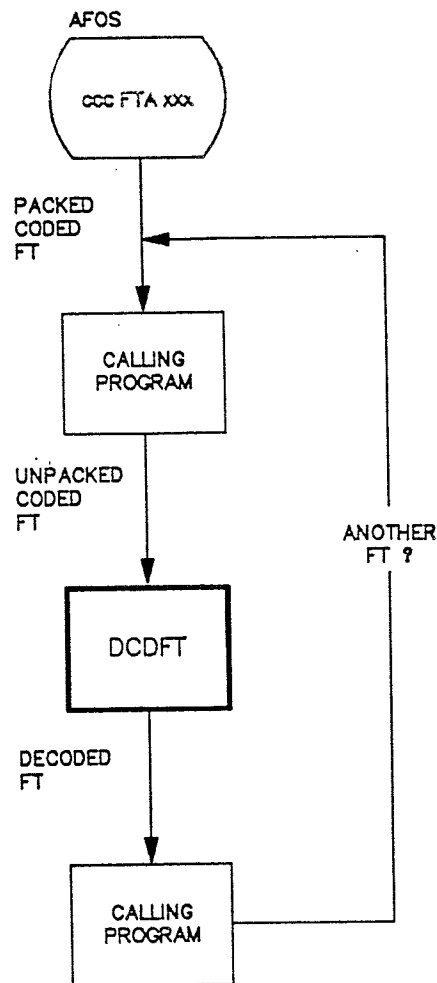 AFOS
ccc FTA xxx
PACKED
CODED
FT
CALLING
PROGRAM
UNPACKED
CODED
FT
ANOTHER
FT ?
DCDFT
DECODED
FT
CALLING
PROGRAM